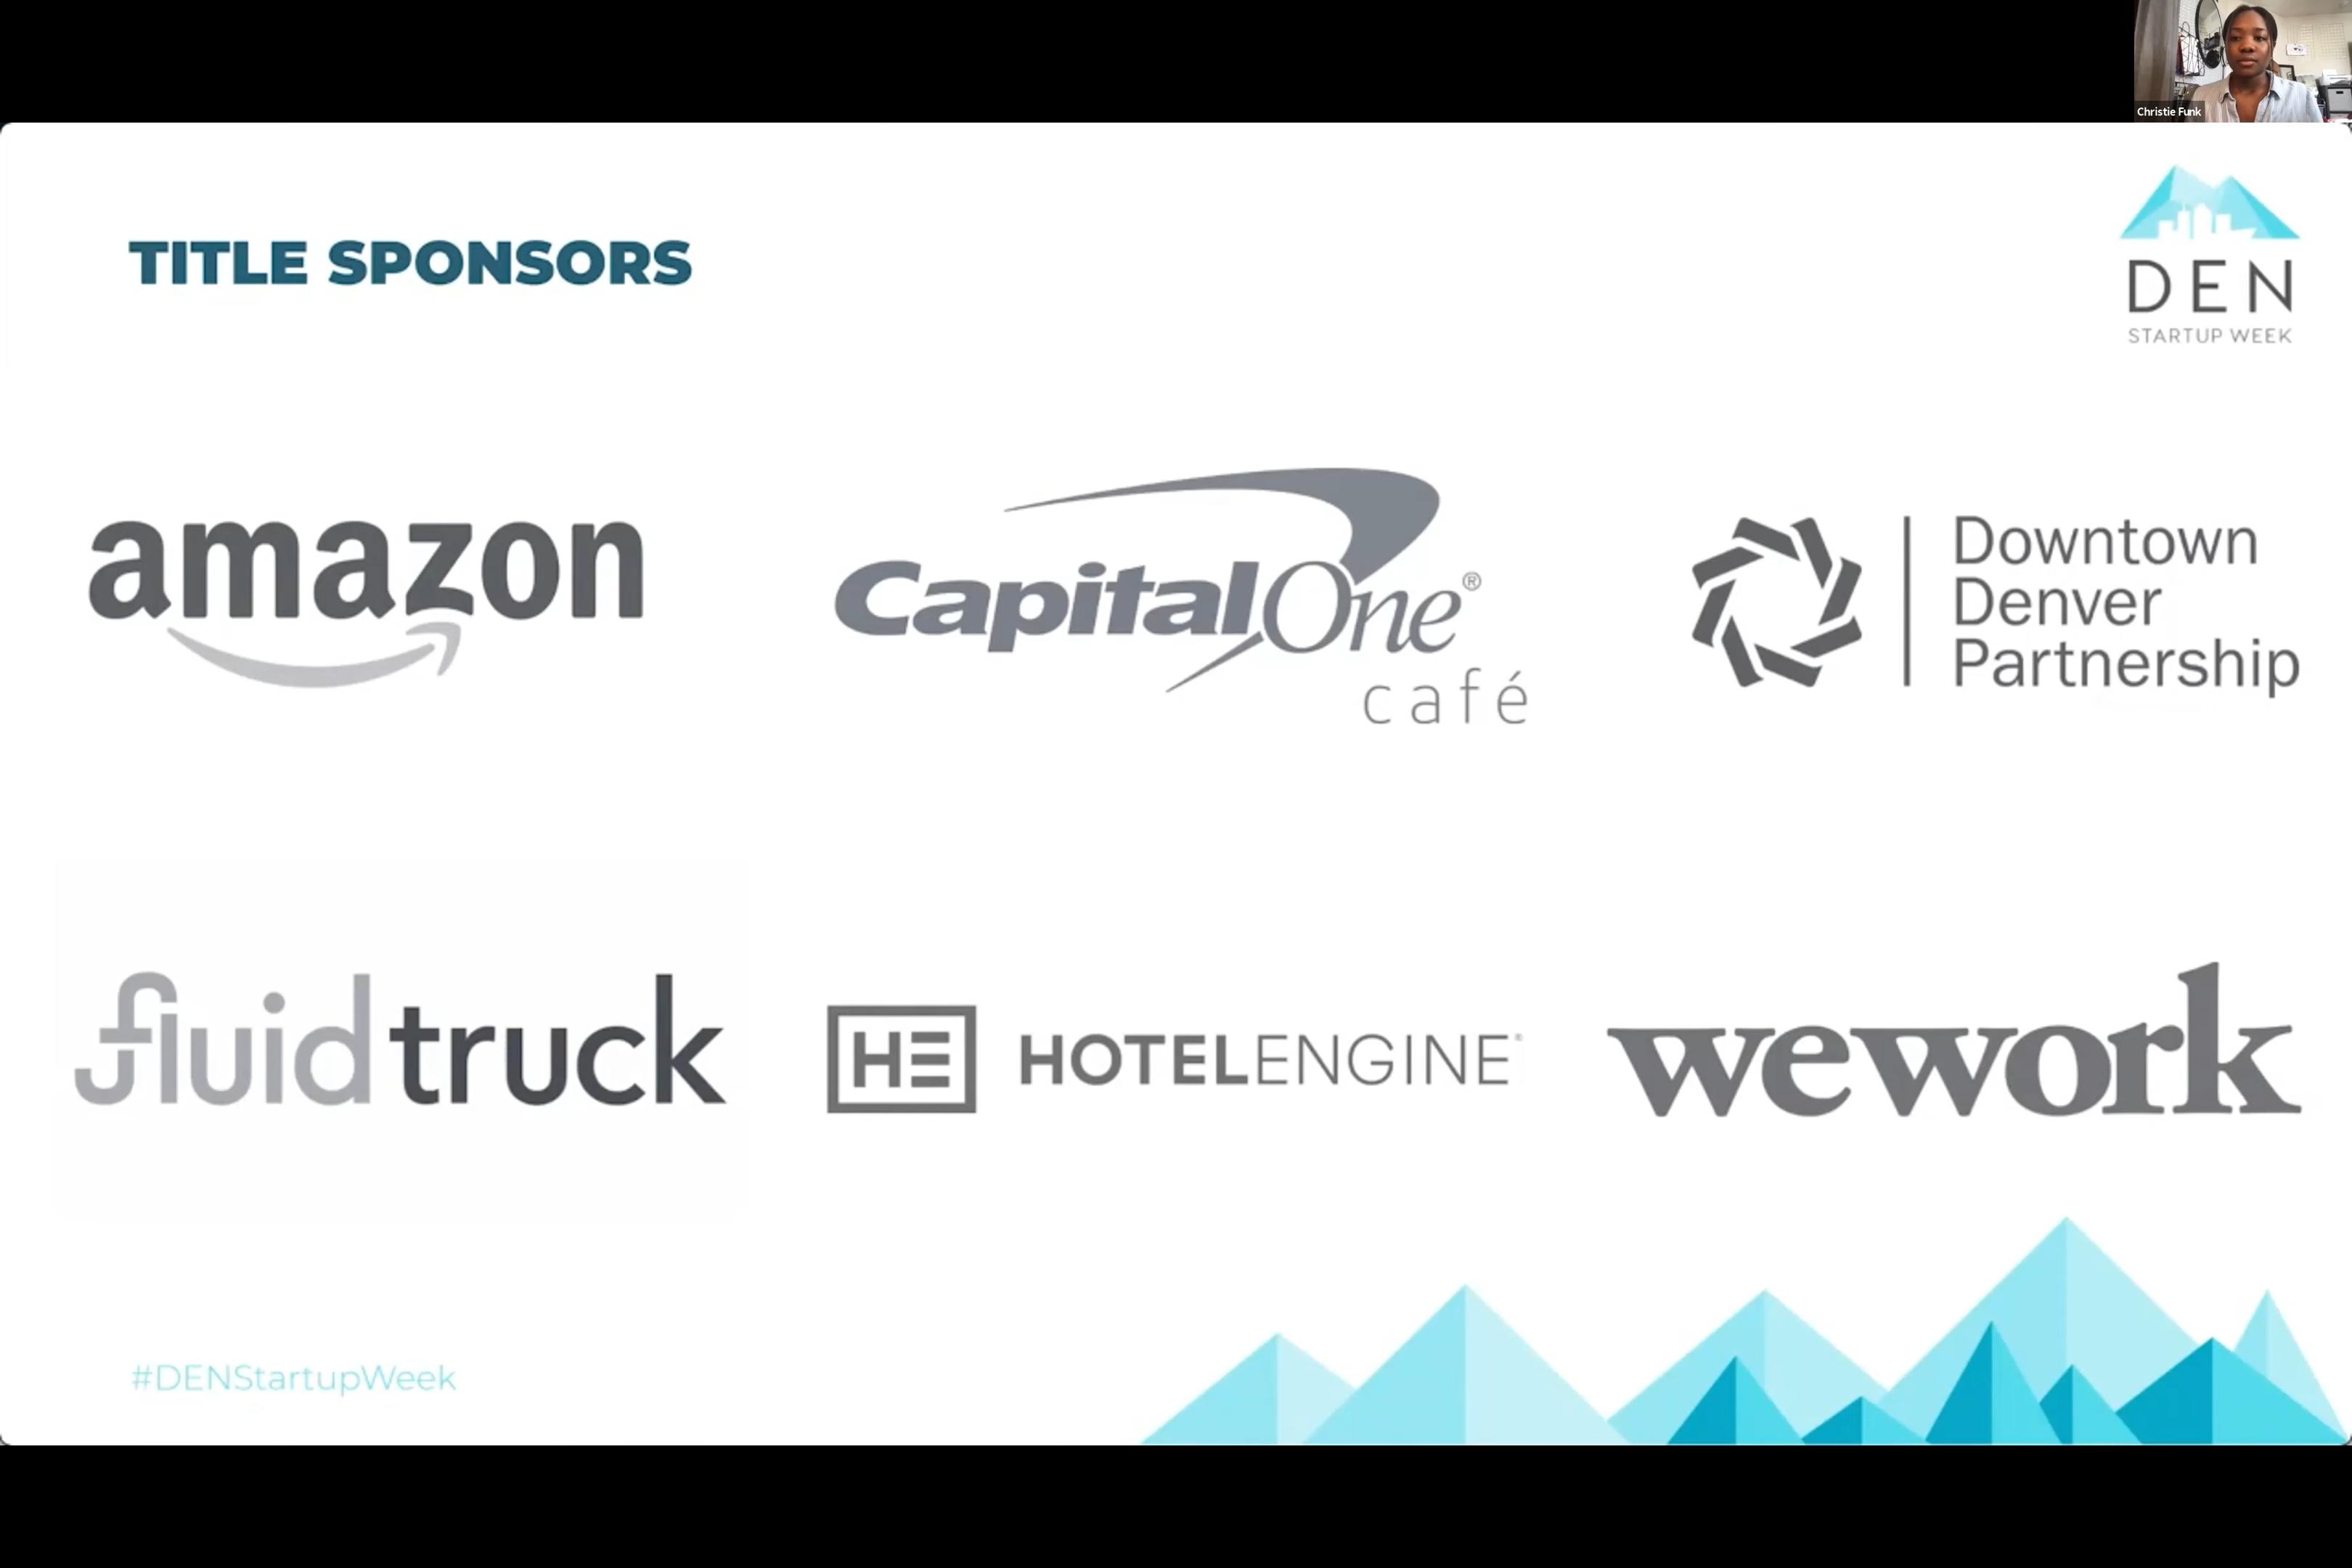 Christie Funk
TITLE SPONSORS
DEN
STARTUP WEEK
amazon
CapitalOne®
café
Downtown
Denver
Partnership
fluidtruck
HE HOTELENGINE®
wework
#DENStartupWeek